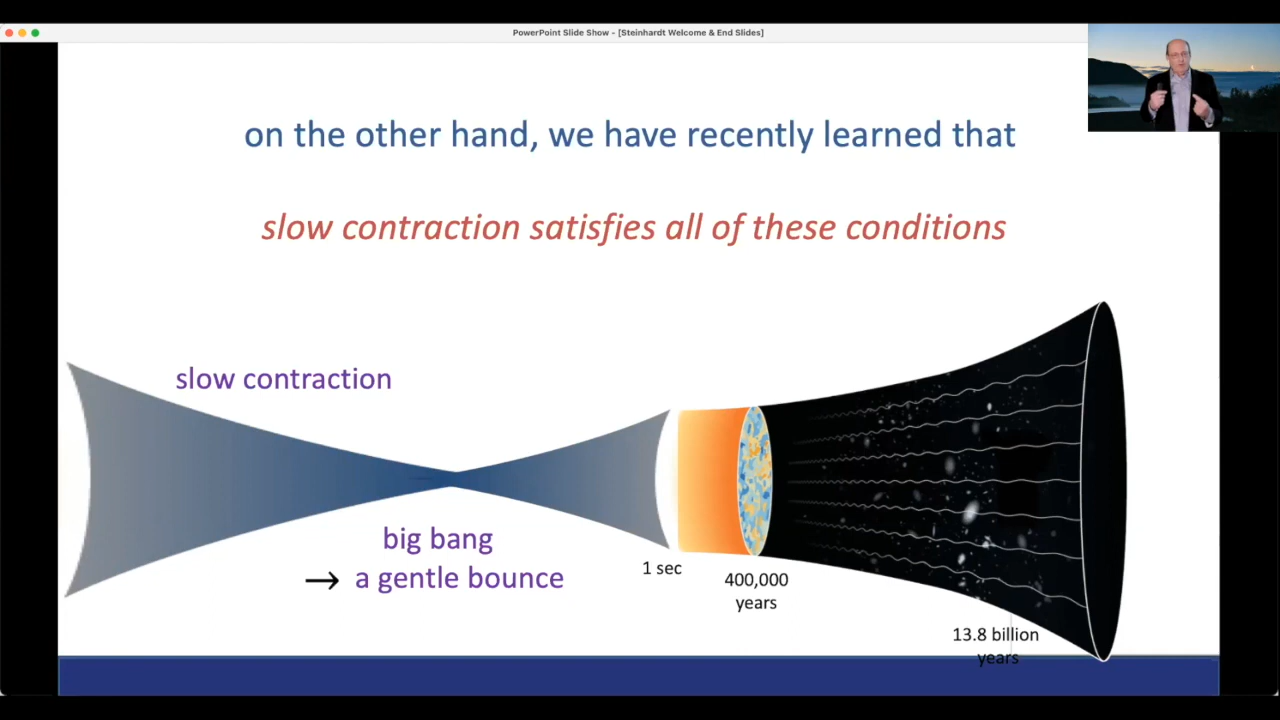 PowerPoint Slide Show - [Steinhardt Welcome & End Slides]
on the other hand, we have recently learned that
slow contraction satisfies all of these conditions
slow contraction
big bang
→ a gentle bounce
1 sec
400,000
years
13.8 billion
years